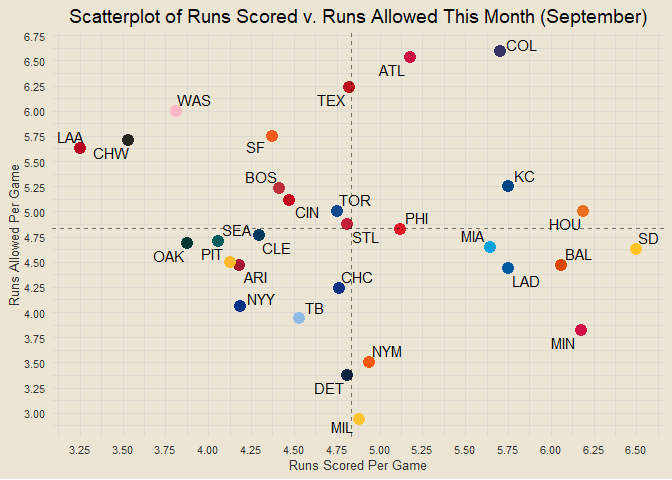 Scatterplot of Runs Scored v. Runs Allowed This Month (September)
6.75
COL
6.50
ATL
6.25
TEX
6.00
WAS
5.75
LAA
CHW
SF
5.50
5.25
BOS
KC
5.00
CIN
TOR
PHI
HOU
4.75
SEA
STL
MIA
SD
OAK
PIT
CLE
BAL
4.50
ARI
LAD
4.25
CHC
NYY
4.00
TB
3.75
MIN
3.50
NYM
3.25
DET
3.00
MIL
Runs Allowed Per Game
3.25 3.50 3.75 4.00 4.25 4.50 4.75 5.00 5.25 5.50 5.75 6.00 6.25 6.50
Runs Scored Per Game